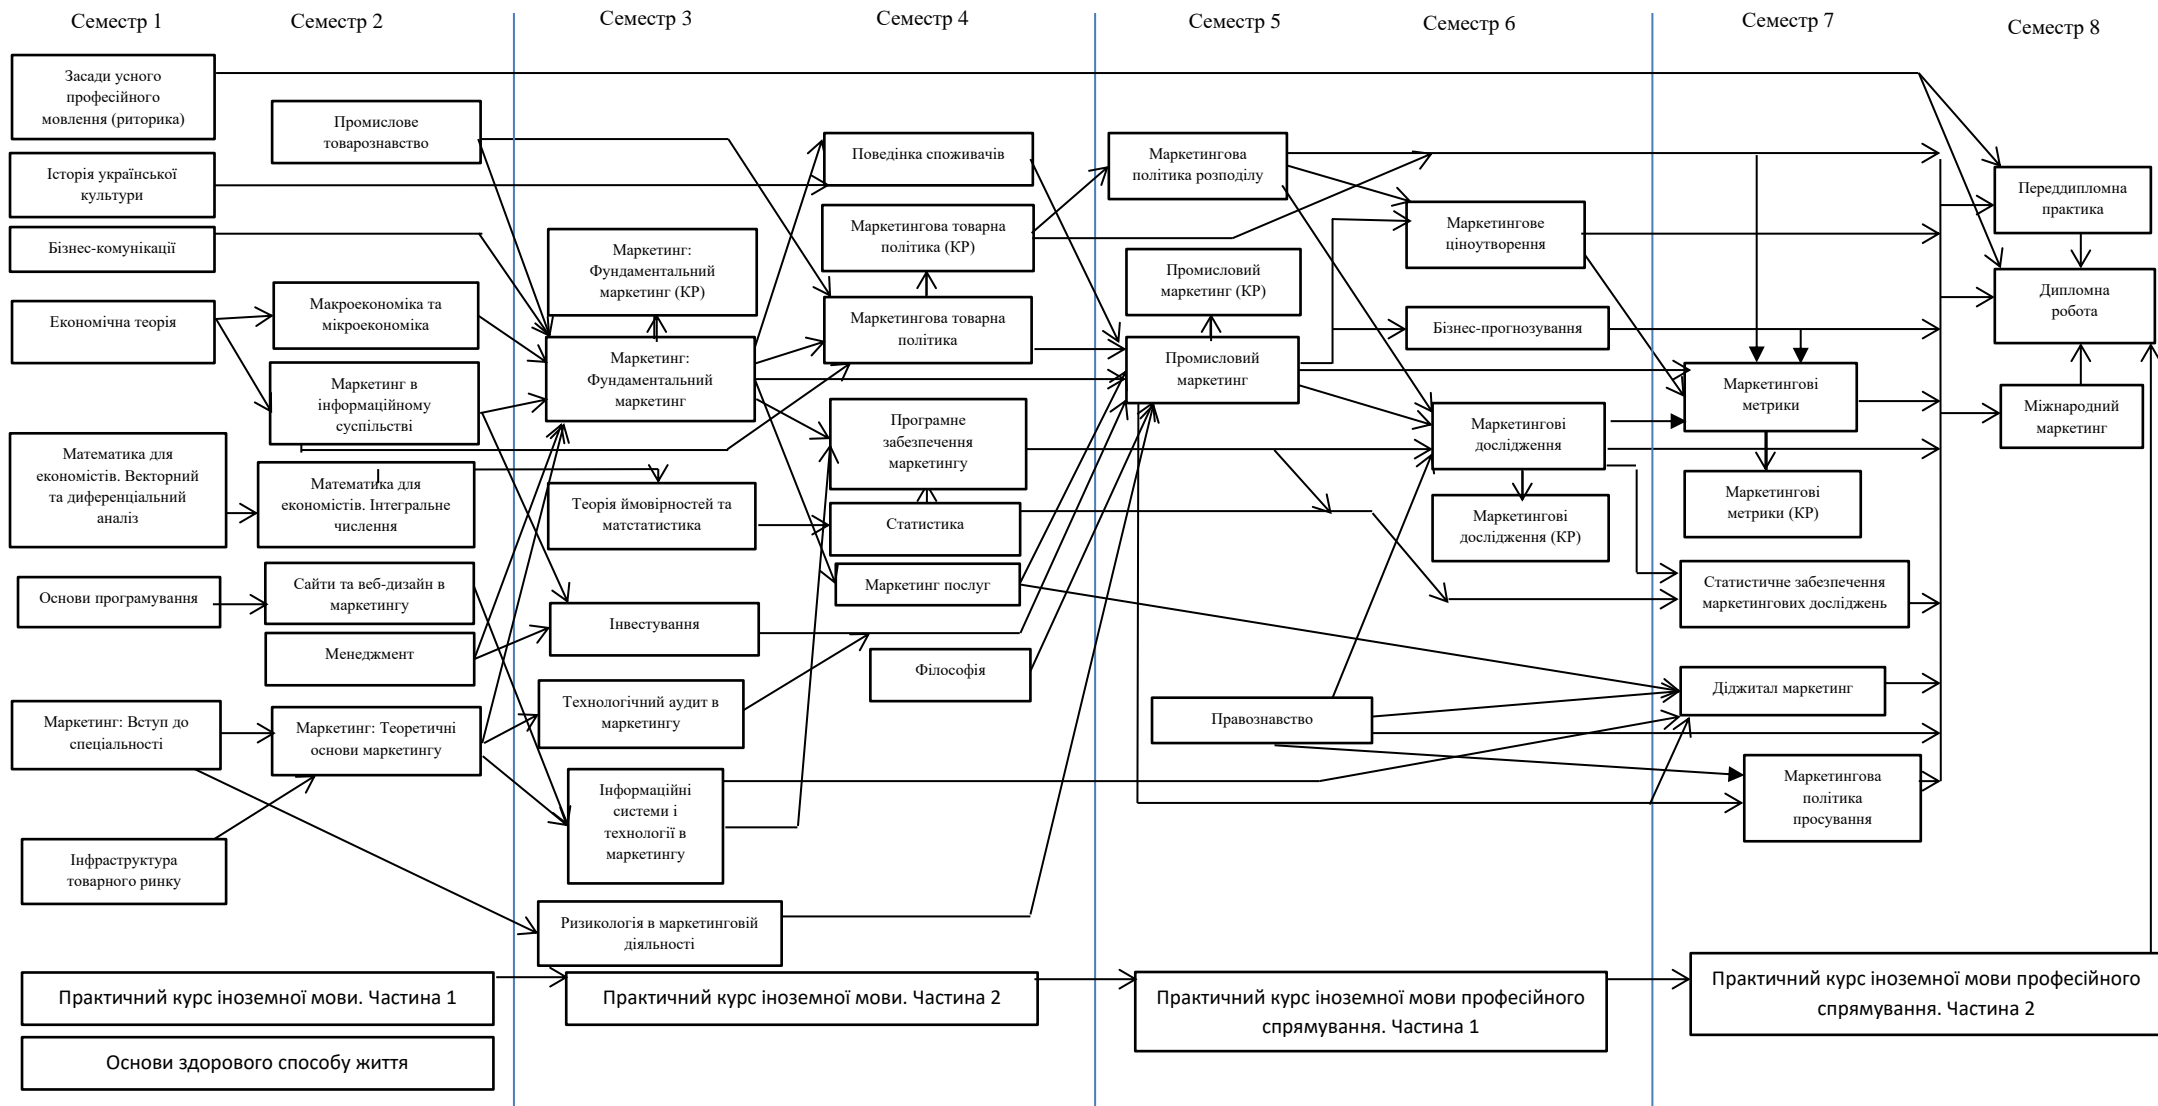 Семестр 1
Семестр 2
Семестр 3
Семестр 4
Семестр 5
Семестр 6
Семестр 7
Семестр 8
Засади усного
професійного
мовлення (риторика)
Історія української
культури
Бізнес-комунікації
Економічна теорія
Математика для
економістів. Векторний
та диференціальний
аналіз
Основи програмування
Маркетинг: Вступ до
спеціальності
Інфраструктура
товарного ринку
Промислове
товарознавство
Макроекономіка та
мікроекономіка
Маркетинг в
інформаційному
суспільстві
Математика для
економістів. Інтегральне
числення
Сайти та веб-дизайн в
маркетингу
Менеджмент
Маркетинг: Теоретичні
основи маркетингу
Маркетинг:
Фундаментальний
маркетинг (КР)
Маркетинг:
Фундаментальний
маркетинг
Теорія ймовірностей та
матстатистика
Інвестування
Технологічний аудит в
маркетингу
Інформаційні
системи і
технології в
маркетингу
Ризикологія в маркетинговій
діяльності
Поведінка споживачів
Маркетингова товарна
політика (КР)
Маркетингова товарна
політика
Програмне
забезпечення
маркетингу
Статистика
Маркетинг послуг
Філософія
Маркетингова
політика розподілу
Промисловий
маркетинг (КР)
Промисловий
маркетинг
Правознавство
Маркетингове
ціноутворення
Бізнес-прогнозування
Маркетингові
дослідження
Маркетингові
дослідження (КР)
Маркетингові
метрики
Маркетингові
метрики (КР)
Статистичне забезпечення
маркетингових досліджень
Діджитал маркетинг
Маркетингова
політика
просування
Переддипломна
практика
Дипломна
робота
Міжнародний
маркетинг
Практичний курс іноземної мови. Частина 1
Практичний курс іноземної мови. Частина 2
Практичний курс іноземної мови професійного
спрямування. Частина 1
Практичний курс іноземної мови професійного
спрямування. Частина 2
Основи здорового способу життя